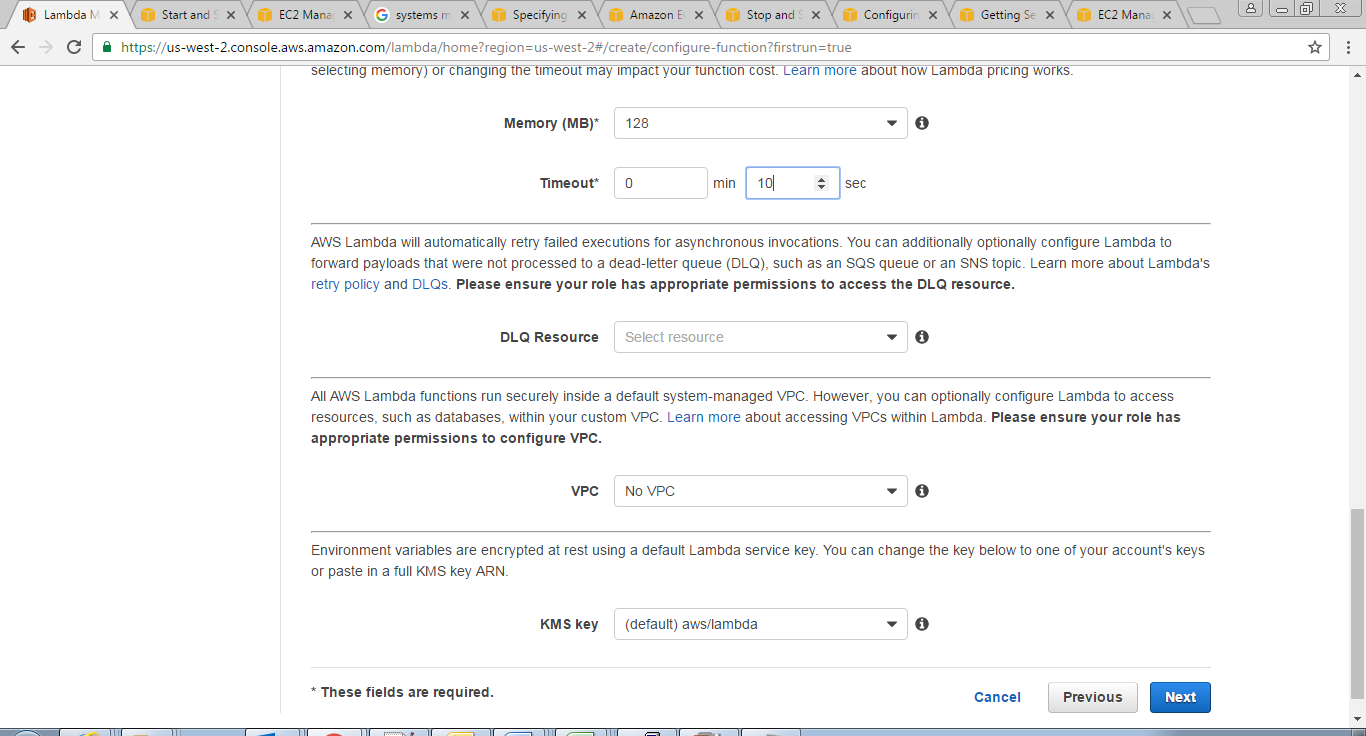 Lambda M
Start and S
EC2 Mana
systems m
Specifying
Amazon E
Stop and S
Configurin
Getting Se
EC2 Mana
https://us-west-2.console.aws.amazon.com/lambda/home?region=us-west-2#/create/configure-function?firstrun=true
selecting memory) or changing the timeout may impact your function cost. Learn more about how Lambda pricing works.
Memory (MB)* 128
Timeout* 0 min 10 sec
AWS Lambda will automatically retry failed executions for asynchronous invocations. You can additionally optionally configure Lambda to
forward payloads that were not processed to a dead-letter queue (DLQ), such as an SQS queue or an SNS topic. Learn more about Lambda's
retry policy and DLQs. Please ensure your role has appropriate permissions to access the DLQ resource.
DLQ Resource Select resource
All AWS Lambda functions run securely inside a default system-managed VPC. However, you can optionally configure Lambda to access
resources, such as databases, within your custom VPC. Learn more about accessing VPCs within Lambda. Please ensure your role has
appropriate permissions to configure VPC.
VPC No VPC
Environment variables are encrypted at rest using a default Lambda service key. You can change the key below to one of your account's keys
or paste in a full KMS key ARN.
KMS key (default) aws/lambda
* These fields are required.
Cancel Previous Next